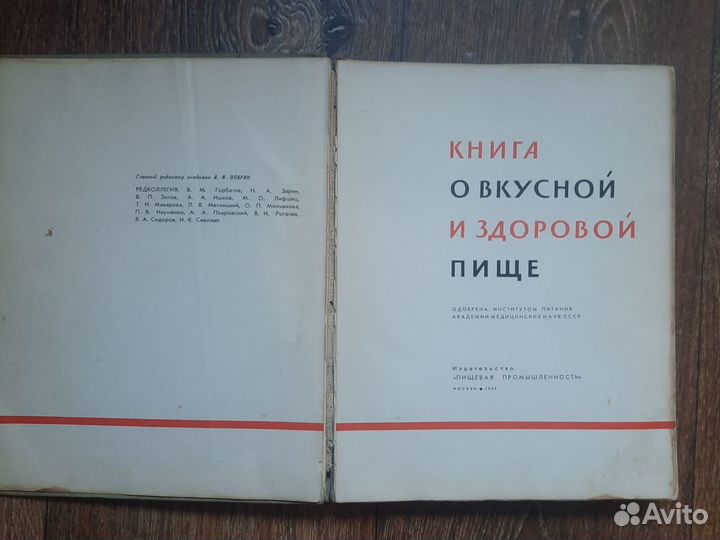 Главный редактор академик А. И. ОПАРИН
РЕДКОЛЛЕГИЯ: В. М. Горбатов, Н. А. Зарин,
В. П. Зотов, А. А. Ишков, М. О. Лифшиц,
Т. И. Макарова, Л. В. Метлицкий, О. П. Молчанова,
П. В. Науменко, А. А. Покровский, В. И. Рогачев,
В. А. Сидоров, И. К. Сиволап
КНИГА
О ВКУСНОЙ
И ЗДОРОВОЙ
ПИЩЕ
ОДОБРЕНА ИНСТИТУТОМ ПИТАНИЯ
АКАДЕМИИ МЕДИЦИНСКИХ НАУК СССР
Издательство
«ПИЩЕВАЯ ПРОМЫШЛЕННОСТЬ»
МОСКВА
Avito